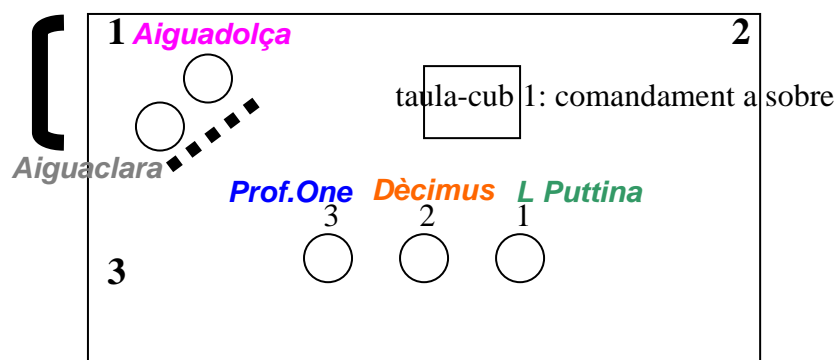 1 Aiguadolça 2
taula-cub 1: comandament a sobre
Aiguaclara
Prof.One Dècimus L Puttina
3 2 1
3